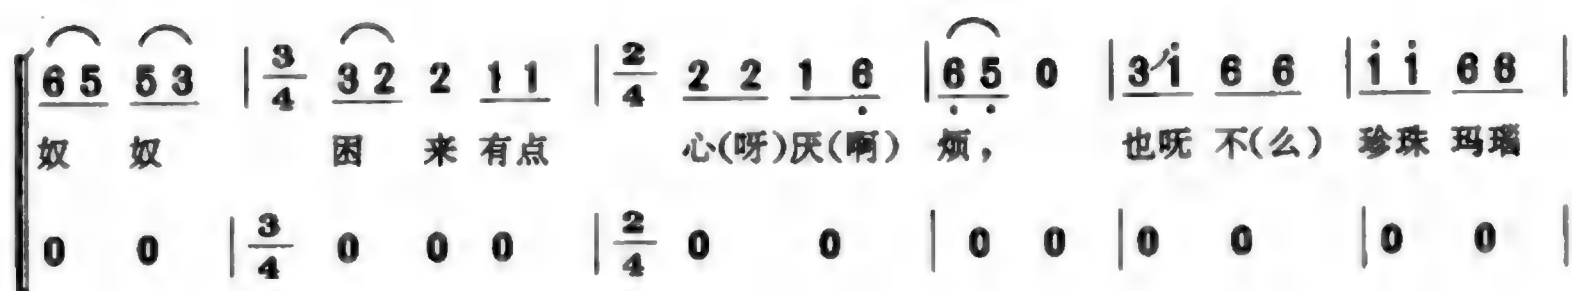 65 53 | 3/4 32 2 11 | 2/4 22 16 | 65 0 | 3i 66 | ii 66 |
奴 奴 困 来 有点 心(呀)厌(啊) 烦， 也呒 不(么) 珍珠 玛瑙
0 0 | 3/4 0 0 0 | 2/4 0 0 | 0 0 | 0 0 | 0 0 |